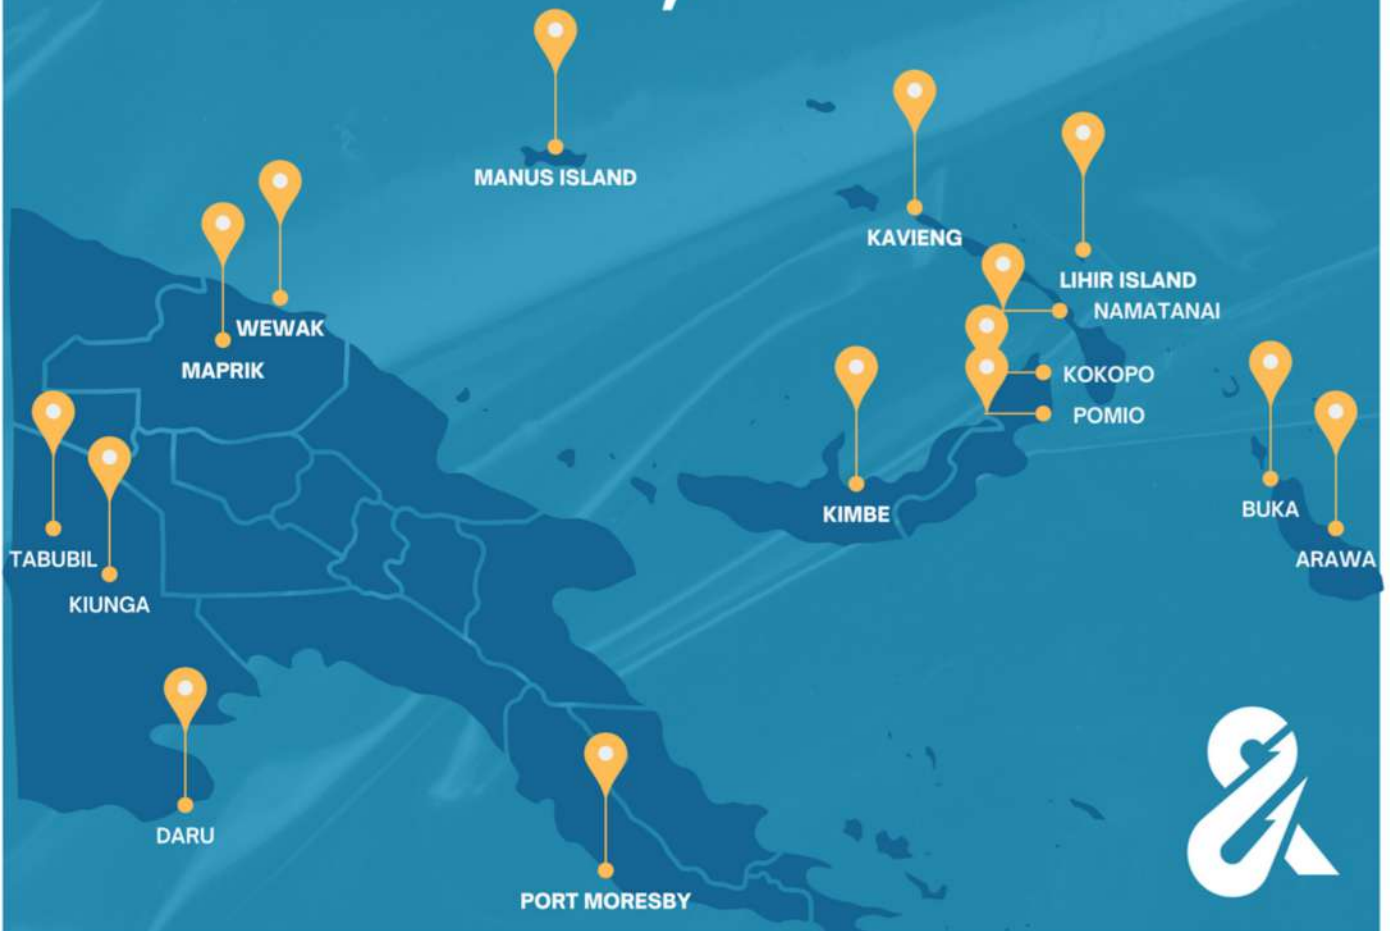 MANUS ISLAND
KAVIENG
LIHIR ISLAND
NAMATANAI
WEWAK
MAPRIK
KOKOPO
POMIO
KIMBE
BUKA
TABUBIL
ARAWA
KIUNGA
DARU
PORT MORESBY